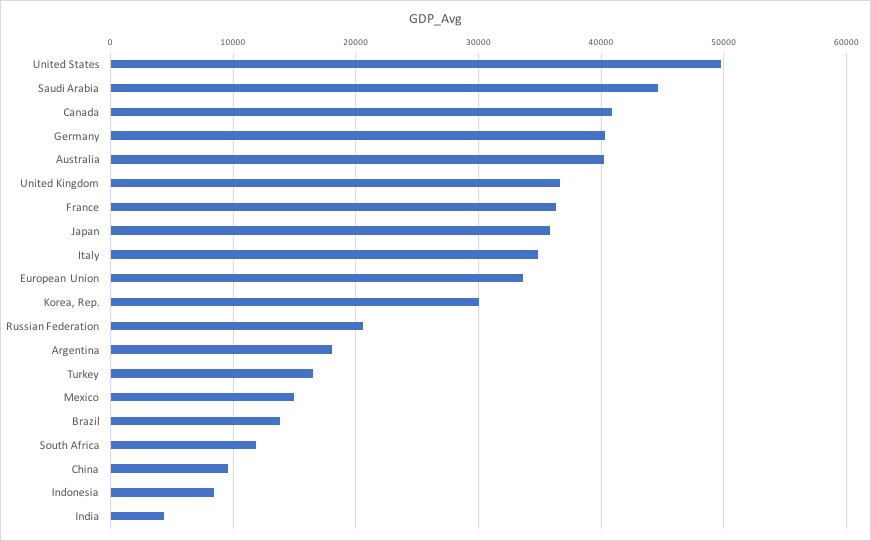 GDP_Avg
0 10000 20000 30000 40000 50000 60000
United States
Saudi Arabia
Canada
Germany
Australia
United Kingdom
France
Japan
Italy
European Union
Korea, Rep.
Russian Federation
Argentina
Turkey
Mexico
Brazil
South Africa
China
Indonesia
India